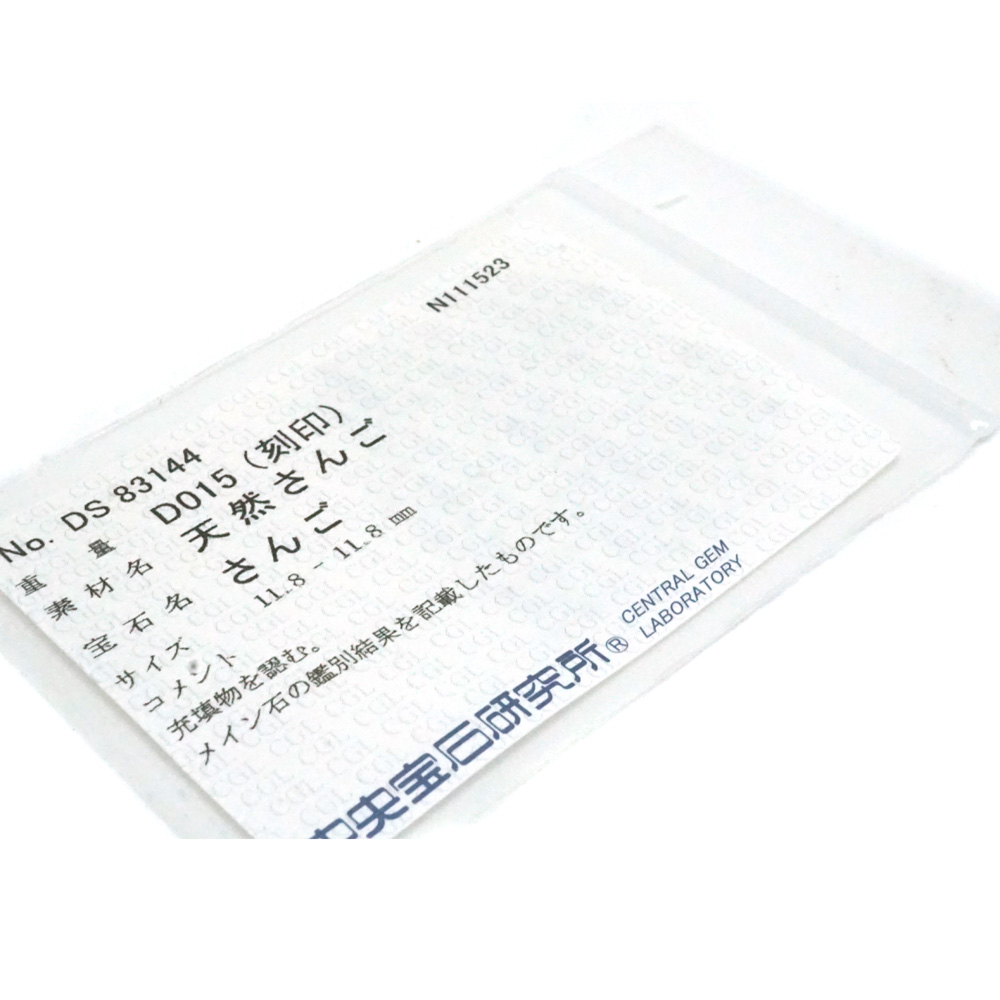 N111523
No. DS 83144
重量 D015 (刻印)
素材名 天然さんご
宝石名 さんご
サイズ 11.8 - 11.8 mm
コメント
充填物を認む。
メイン石の鑑別結果を記載したものです。
中央宝石研究所® CENTRAL GEM
LABORATORY